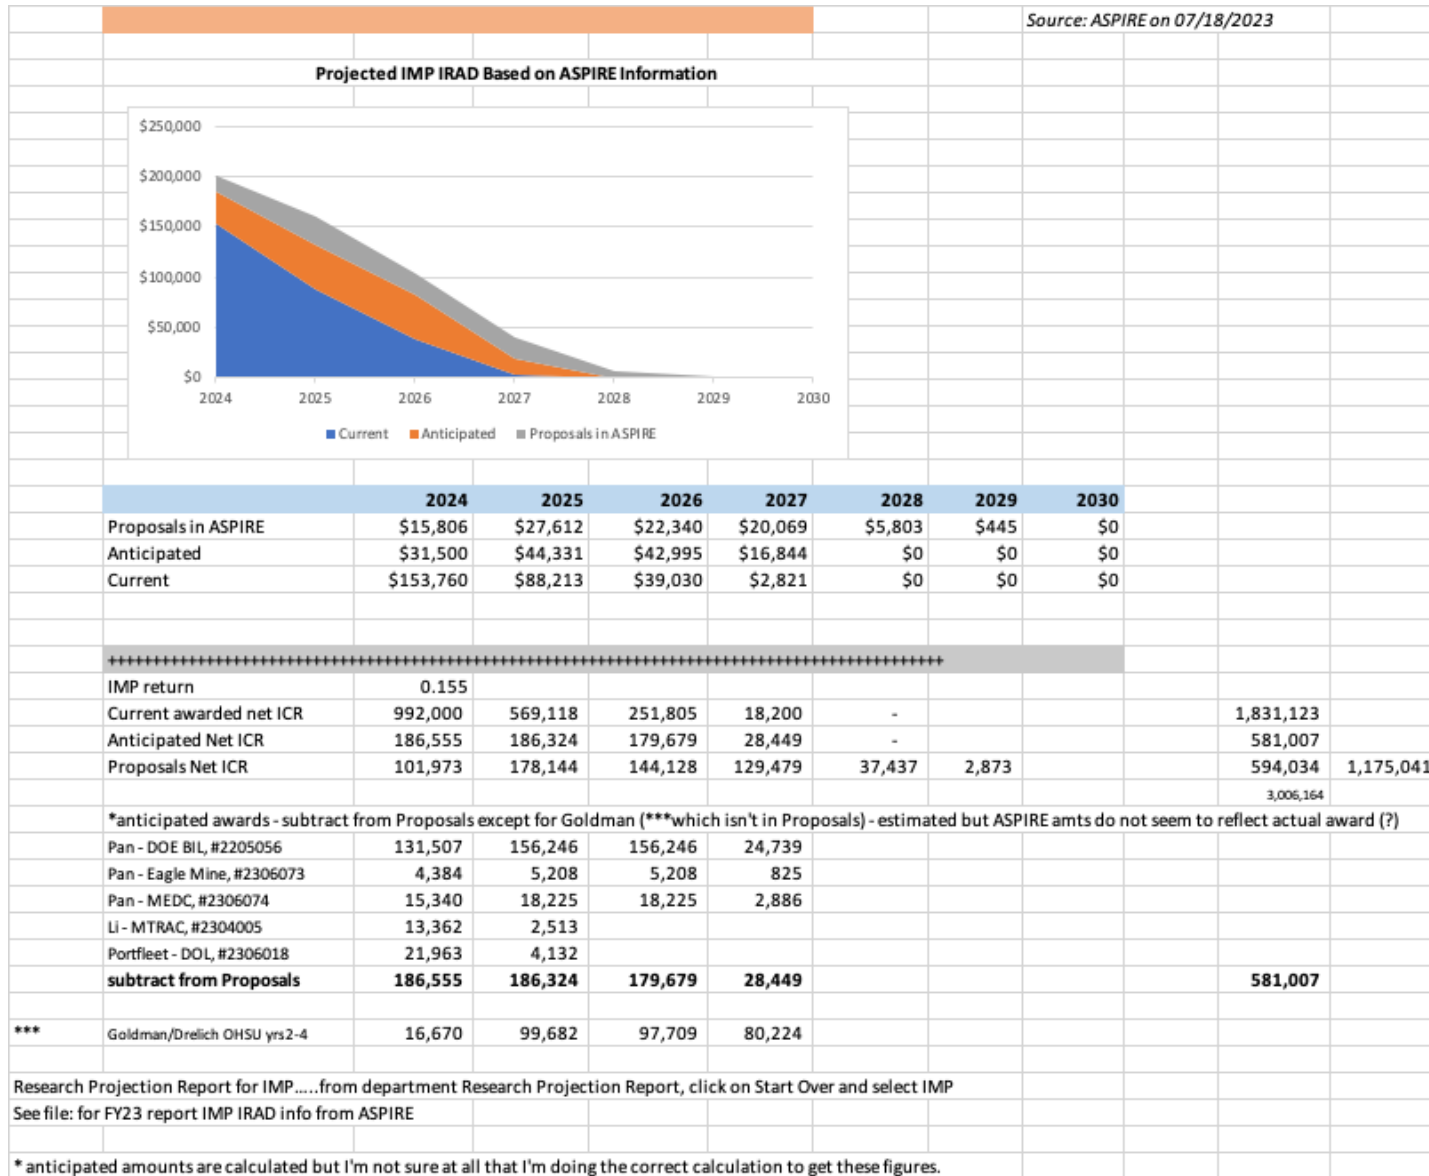 Source: ASPIRE on 07/18/2023
Projected IMP IRAD Based on ASPIRE Information
$250,000
$200,000
$150,000
$100,000
$50,000
$0
2024 2025 2026 2027 2028 2029 2030
Current Anticipated Proposals in ASPIRE
2024 2025 2026 2027 2028 2029 2030
Proposals in ASPIRE $15,806 $27,612 $22,340 $20,069 $5,803 $445 $0
Anticipated $31,500 $44,331 $42,995 $16,844 $0 $0 $0
Current $153,760 $88,213 $39,030 $2,821 $0 $0 $0
++++++++++++++++++++++++++++++++++++++++++++++++++++++++++++++++++++++++++++++++++++++++++
IMP return 0.155
Current awarded net ICR 992,000 569,118 251,805 18,200 - 1,831,123
Anticipated Net ICR 186,555 186,324 179,679 28,449 - 581,007
Proposals Net ICR 101,973 178,144 144,128 129,479 37,437 2,873 594,034 1,175,041
3,006,164
*anticipated awards - subtract from Proposals except for Goldman (***which isn't in Proposals) - estimated but ASPIRE amts do not seem to reflect actual award (?)
Pan - DOE BIL, #2205056 131,507 156,246 156,246 24,739
Pan - Eagle Mine, #2306073 4,384 5,208 5,208 825
Pan - MEDC, #2306074 15,340 18,225 18,225 2,886
Li - MTRAC, #2304005 13,362 2,513
Portfleet - DOL, #2306018 21,963 4,132
subtract from Proposals 186,555 186,324 179,679 28,449 581,007
*** Goldman/Drelich OHSU yrs2-4 16,670 99,682 97,709 80,224
Research Projection Report for IMP.....from department Research Projection Report, click on Start Over and select IMP
See file: for FY23 report IMP IRAD info from ASPIRE
* anticipated amounts are calculated but I'm not sure at all that I'm doing the correct calculation to get these figures.